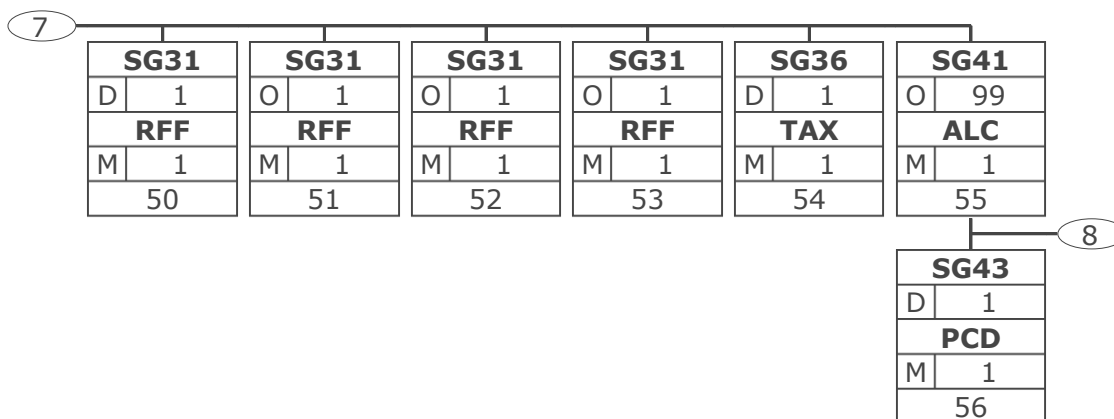 7
SG31 SG31 SG31 SG31 SG36 SG41
D 1 O 1 O 1 O 1 D 1 O 99
RFF RFF RFF RFF TAX ALC
M 1 M 1 M 1 M 1 M 1 M 1
50 51 52 53 54 55
8
SG43
D 1
PCD
M 1
56